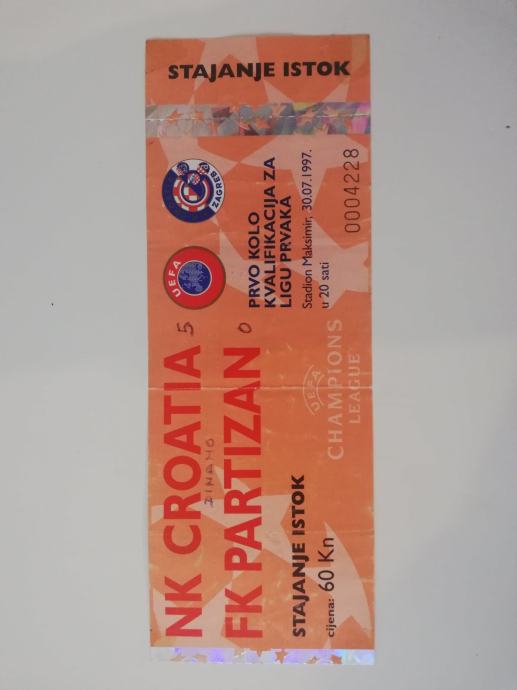 STAJANJE ISTOK
ZAGREB
UEFA
NK CROATIA 5
DINAMO
FK PARTIZAN 0
PRVO KOLO
KVALIFIKACIJA ZA
LIGU PRVAKA
Stadion Maksimir, 30.07.1997.
u 20 sati
0004228
UEFA
CHAMPIONS
LEAGUE
STAJANJE ISTOK
cijena: 60 Kn